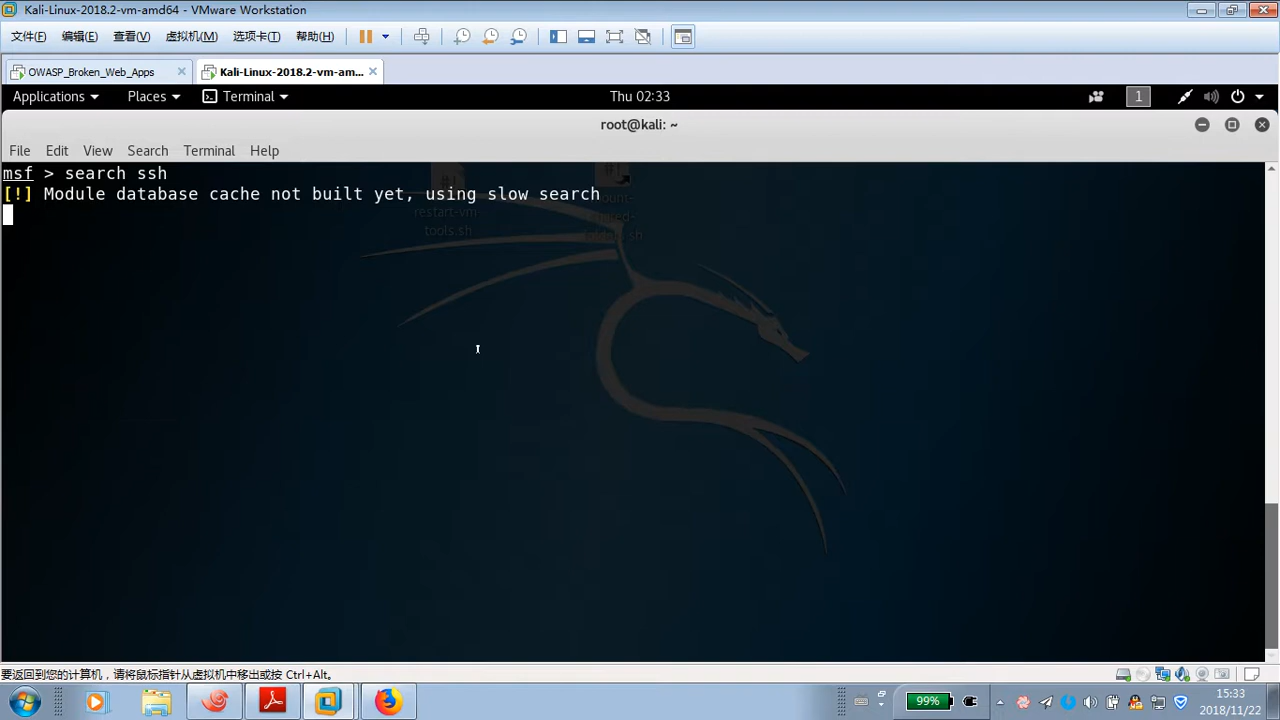 Kali-Linux-2018.2-vm-amd64 - VMware Workstation
文件(F) 编辑(E) 查看(V) 虚拟机(M) 选项卡(T) 帮助(H)
OWASP_Broken_Web_Apps
Kali-Linux-2018.2-vm-am...
Applications Places Terminal Thu 02:33 1
root@kali: ~
File Edit View Search Terminal Help
msf > search ssh
[!] Module database cache not built yet, using slow search
restart-vm
tools.sh
要返回到您的计算机，请将鼠标指针从虚拟机中移出或按 Ctrl+Alt。
99%
15:33
2018/11/22